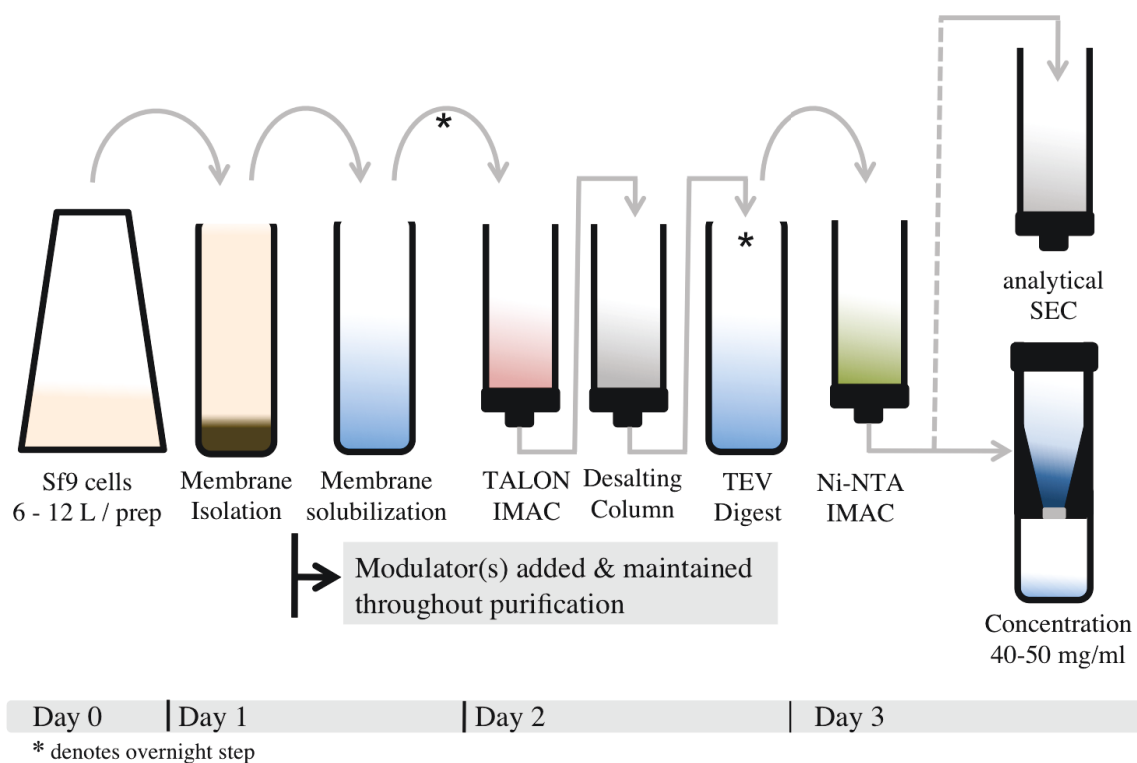 *
*
analytical
SEC
Sf9 cells
6 - 12 L / prep
Membrane
Isolation
Membrane
solubilization
TALON
IMAC
Desalting
Column
TEV
Digest
Ni-NTA
IMAC
Modulator(s) added & maintained
throughout purification
Concentration
40-50 mg/ml
Day 0
Day 1
Day 2
Day 3
* denotes overnight step